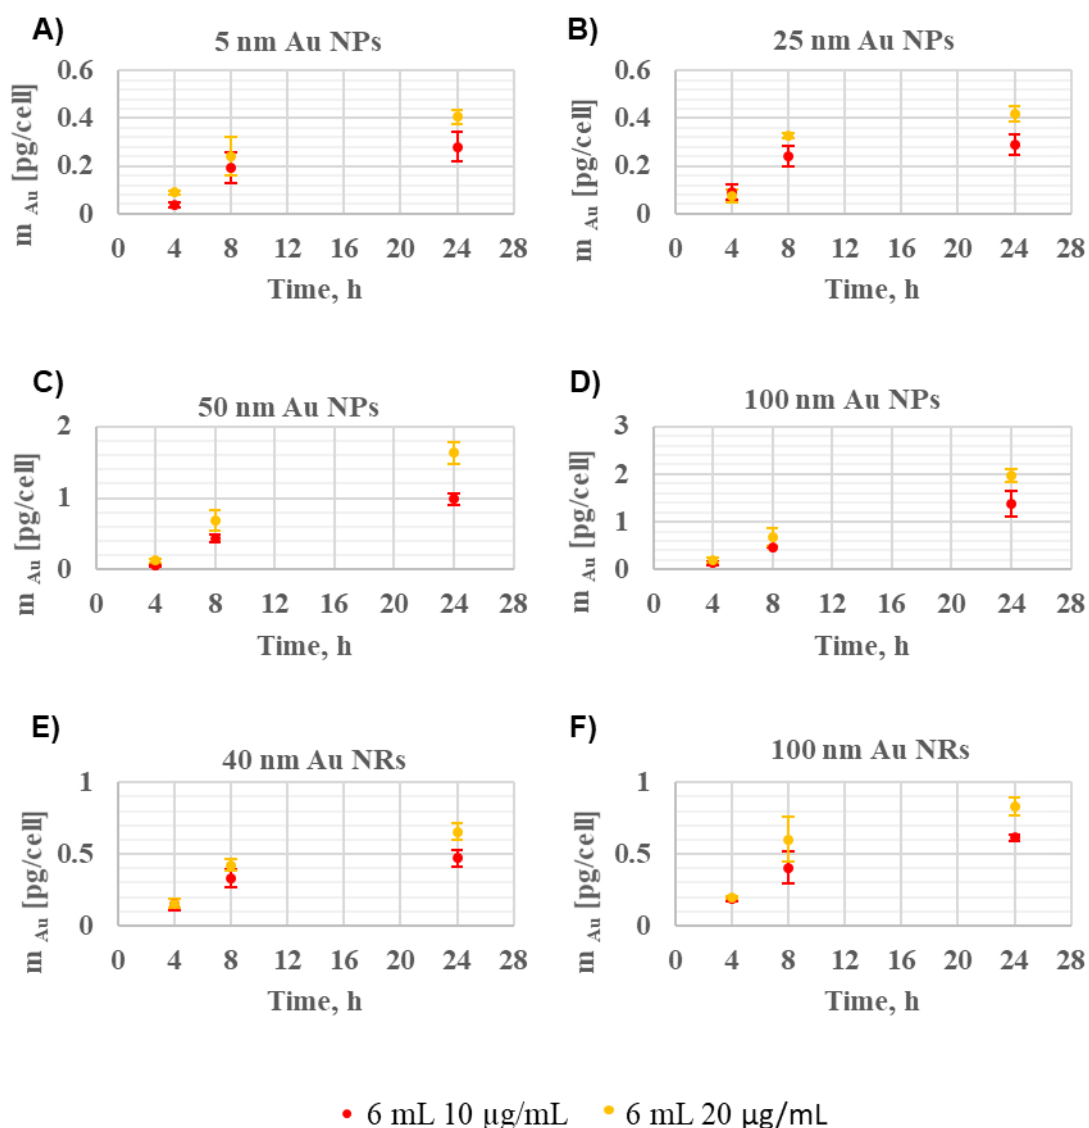 A)
5 nm Au NPs
m Au [pg/cell]
0.6
0.4
0.2
0
0 4 8 12 16 20 24 28
Time, h
B)
25 nm Au NPs
m Au [pg/cell]
0.6
0.4
0.2
0
0 4 8 12 16 20 24 28
Time, h
C)
50 nm Au NPs
m Au [pg/cell]
2
1
0
0 4 8 12 16 20 24 28
Time, h
D)
100 nm Au NPs
m Au [pg/cell]
3
2
1
0
0 4 8 12 16 20 24 28
Time, h
E)
40 nm Au NRs
m Au [pg/cell]
1
0.5
0
0 4 8 12 16 20 24 28
Time, h
F)
100 nm Au NRs
m Au [pg/cell]
1
0.5
0
0 4 8 12 16 20 24 28
Time, h
6 mL 10 µg/mL 6 mL 20 µg/mL